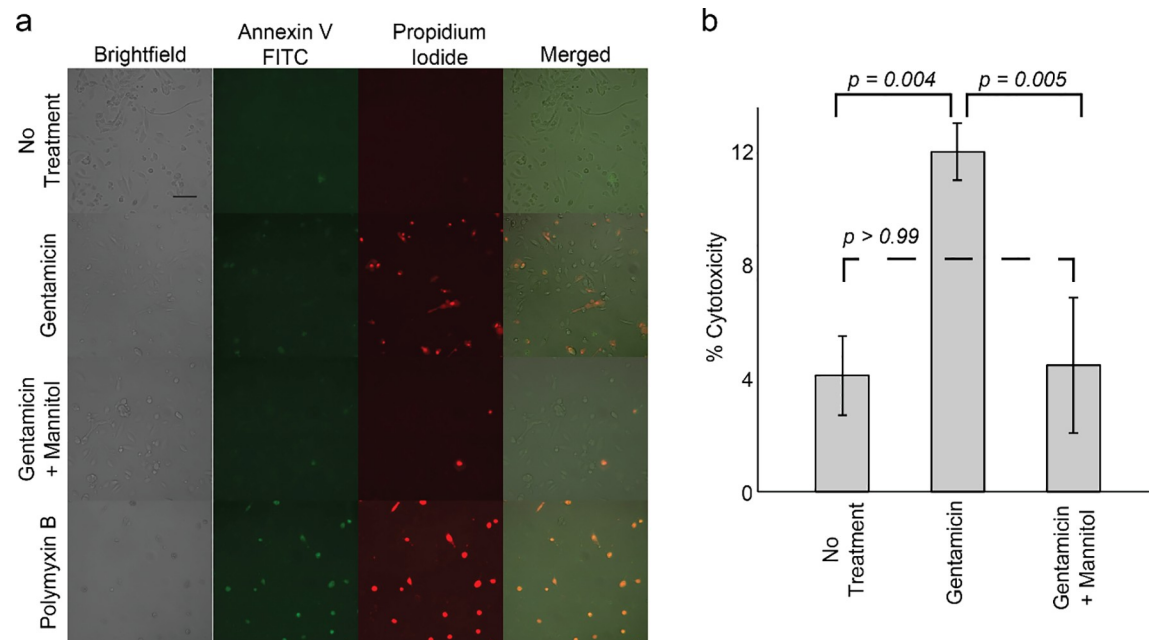 a
Brightfield
Annexin V
FITC
Propidium
Iodide
Merged
No
Treatment
Gentamicin
Gentamicin
+ Mannitol
Polymyxin B
b
p = 0.004
p = 0.005
p > 0.99
% Cytotoxicity
12
8
4
0
No
Treatment
Gentamicin
Gentamicin
+ Mannitol